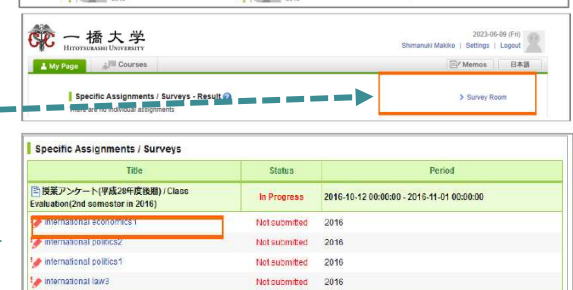 一橋大学
HITOTSUBASHI UNIVERSITY
2023-06-09 (Fri)
Shimanuki Makiko | Settings | Logout
My Page
Courses
Memos
日本語
Specific Assignments / Surveys - Result
There are no individual assignments
Survey Room
Specific Assignments / Surveys
Title Status Period
授業アンケート(平成28年度後期) / Class
Evaluation(2nd semester in 2016)
In Progress
2016-10-12 00:00:00 - 2016-11-01 00:00:00
international economics1 Not submitted 2016
international politics2 Not submitted 2016
international politics1 Not submitted 2016
international law3 Not submitted 2016